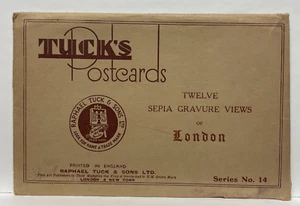 TUCK'S
Postcards
TWELVE
SEPIA GRAVURE VIEWS
OF
London
RAPHAEL TUCK & SONS LTD
PRINTED IN ENGLAND
RAPHAEL TUCK & SONS LTD.
LONDON & NEW YORK
Series No. 14